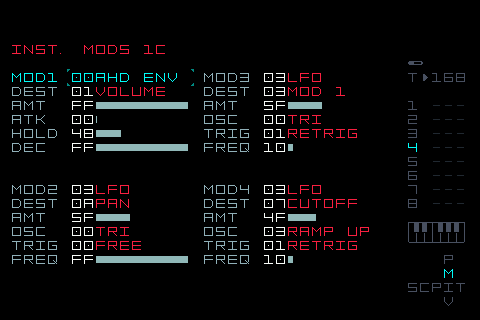 INST. MODS 1C
MOD1 00AHD ENV
DEST 01VOLUME
AMT FF
ATK 00
HOLD 4B
DEC FF
MOD3 03LFO
DEST 03MOD 1
AMT 5F
OSC 00TRI
TRIG 01RETRIG
FREQ 10
MOD2 03LFO
DEST 0APAN
AMT 5F
OSC 00TRI
TRIG 00FREE
FREQ FF
MOD4 03LFO
DEST 07CUTOFF
AMT 4F
OSC 03RAMP UP
TRIG 01RETRIG
FREQ 10
T 168
1 ---
2 ---
3 ---
4 ---
5 ---
6 ---
7 ---
8 ---
P
M
SCPIT
V